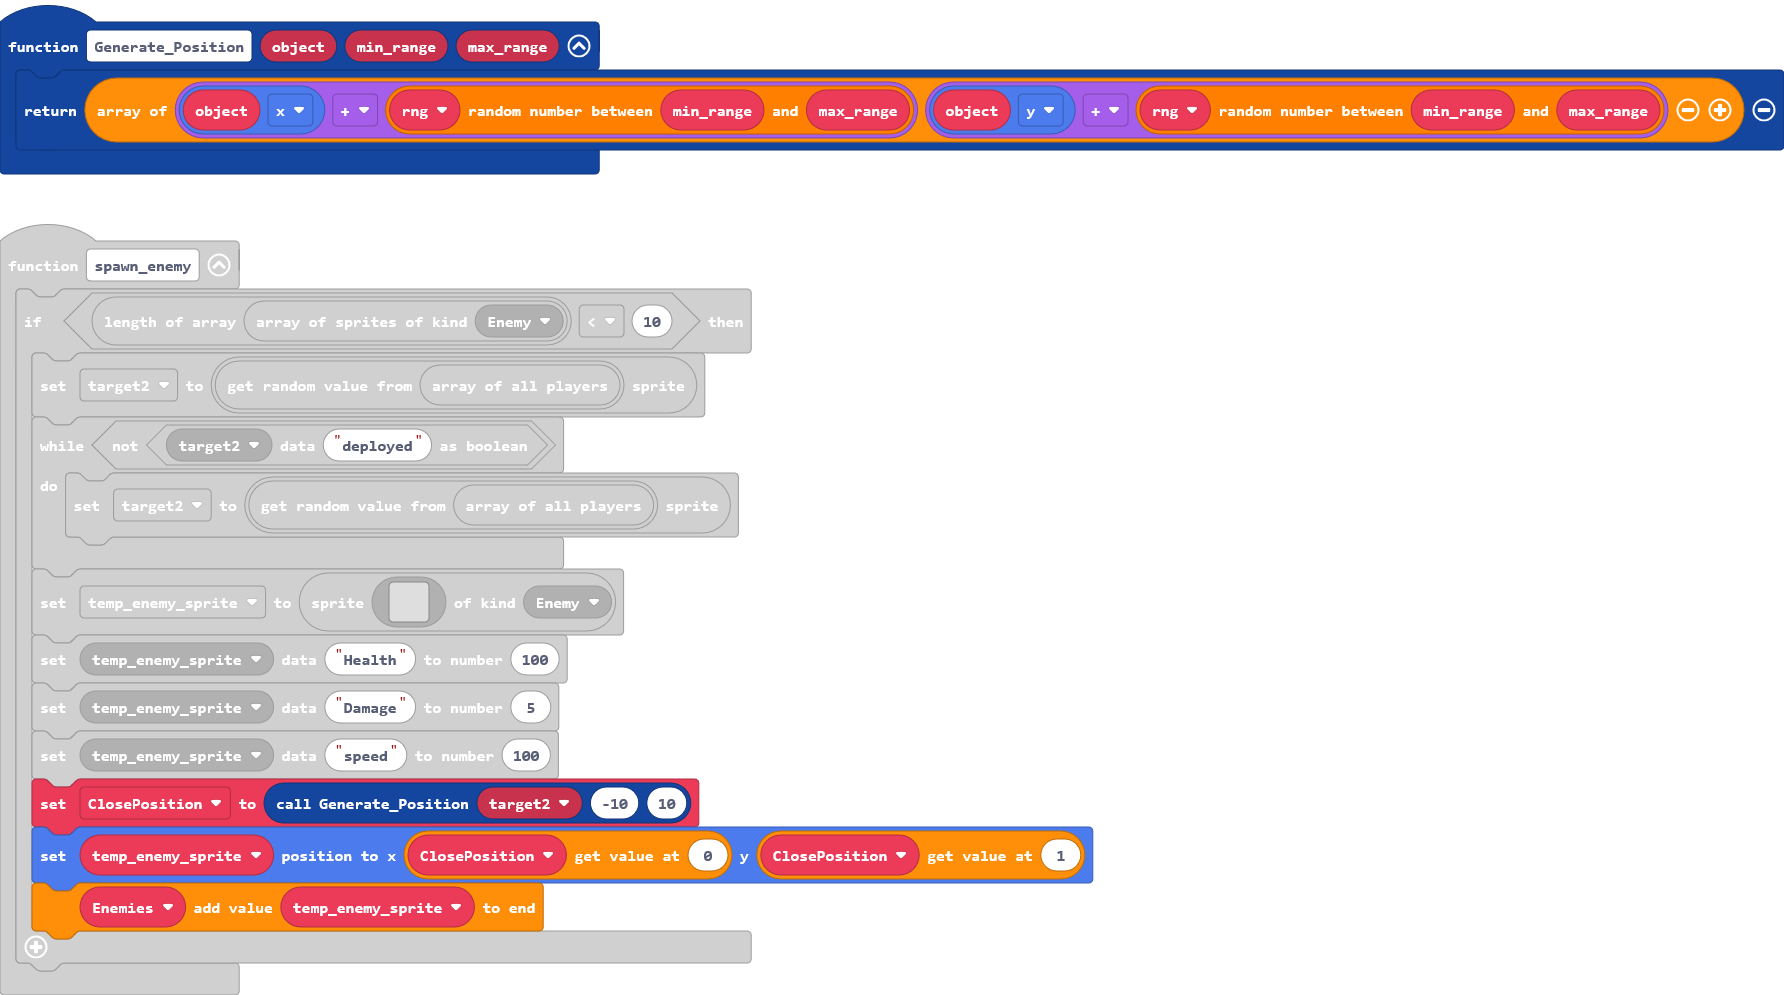 function Generate_Position object min_range max_range
return array of object x + rng random number between min_range and max_range object y + rng random number between min_range and max_range
function spawn_enemy
if length of array array of sprites of kind Enemy < 10 then
set target2 to get random value from array of all players sprite
while not target2 data "deployed" as boolean
do
set target2 to get random value from array of all players sprite
set temp_enemy_sprite to sprite of kind Enemy
set temp_enemy_sprite data "Health" to number 100
set temp_enemy_sprite data "Damage" to number 5
set temp_enemy_sprite data "speed" to number 100
set ClosePosition to call Generate_Position target2 -10 10
set temp_enemy_sprite position to x ClosePosition get value at 0 y ClosePosition get value at 1
Enemies add value temp_enemy_sprite to end